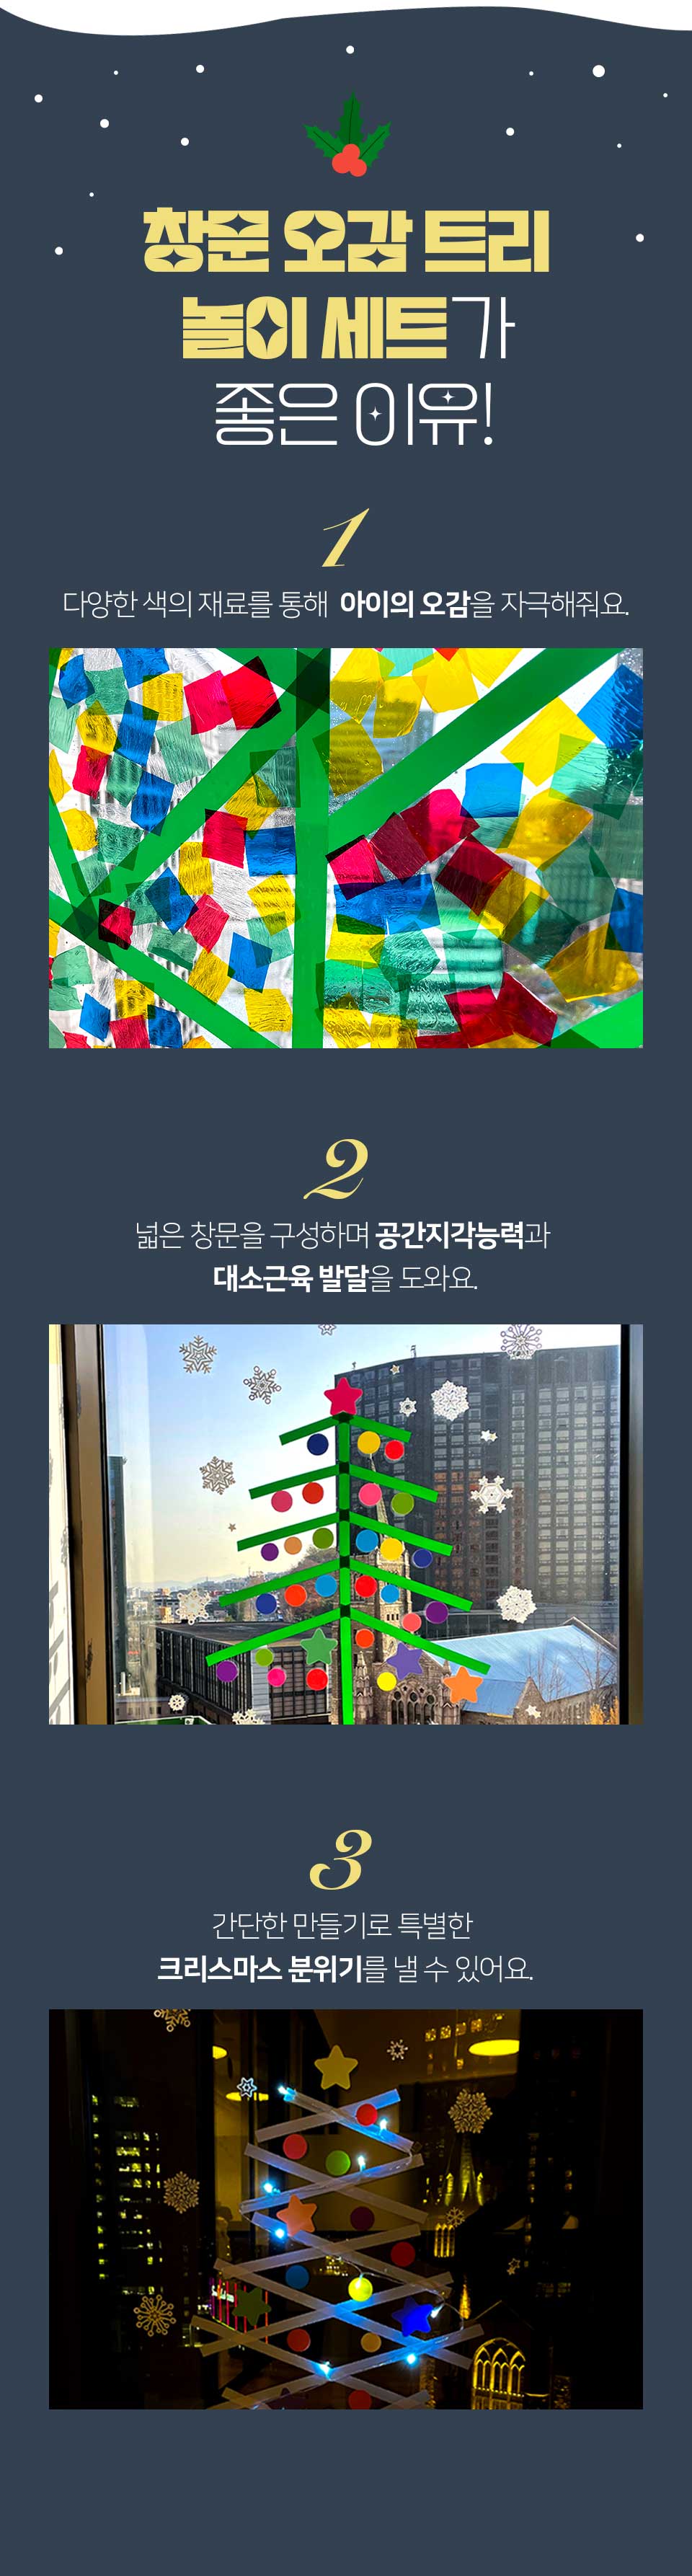 창문 오감 트리
놀이 세트가
좋은 이유!
1
다양한 색의 재료를 통해 아이의 오감을 자극해줘요.
2
넓은 창문을 구성하며 공간지각능력과
대소근육 발달을 도와요.
3
간단한 만들기로 특별한
크리스마스 분위기를 낼 수 있어요.